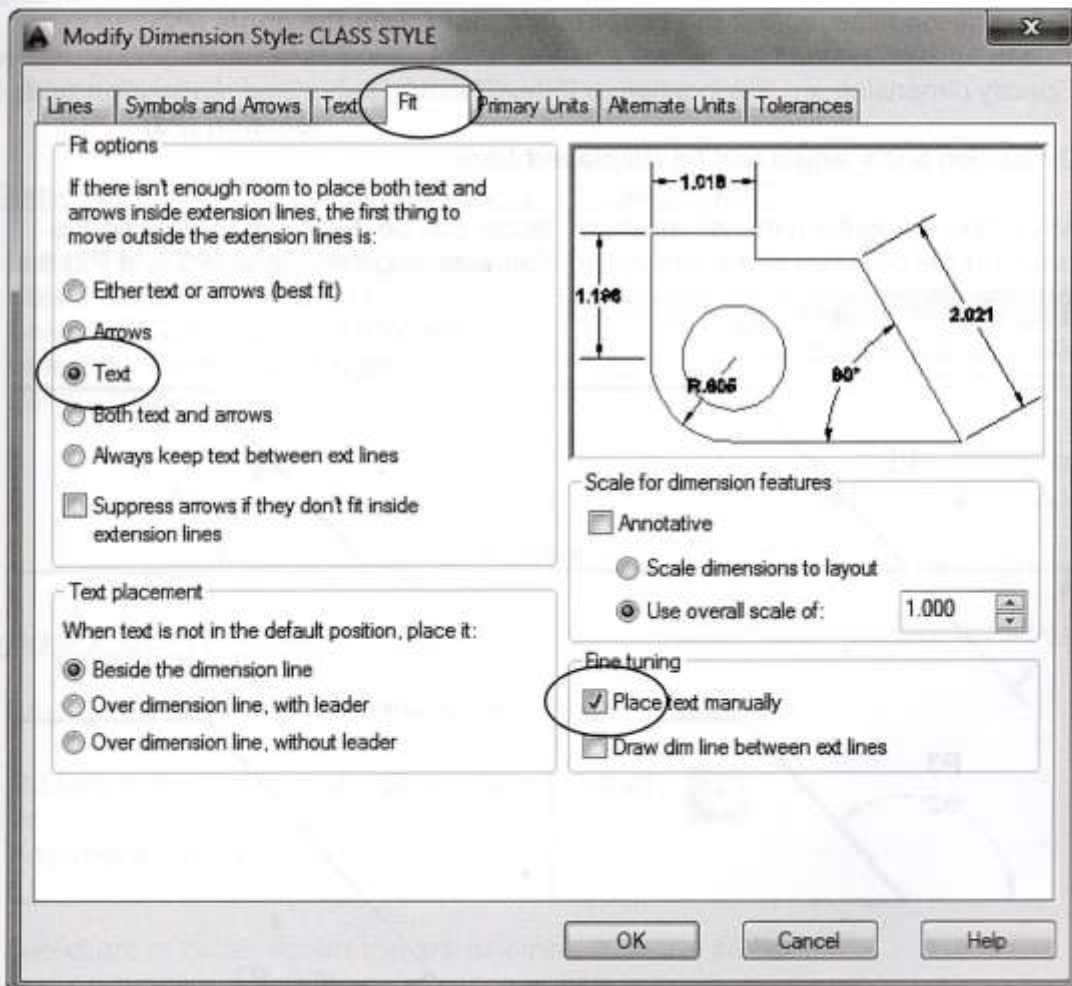 Modify Dimension Style: CLASS STYLE
Lines
Symbols and Arrows
Text
Fit
Primary Units
Alternate Units
Tolerances
Fit options
If there isn't enough room to place both text and
arrows inside extension lines, the first thing to
move outside the extension lines is:
Either text or arrows (best fit)
Arrows
Text
Both text and arrows
Always keep text between ext lines
Suppress arrows if they don't fit inside
extension lines
Text placement
When text is not in the default position, place it:
Beside the dimension line
Over dimension line, with leader
Over dimension line, without leader
1.016
1.196
2.021
R.805
60°
Scale for dimension features
Annotative
Scale dimensions to layout
Use overall scale of:
1.000
Fine tuning
Place text manually
Draw dim line between ext lines
OK
Cancel
Help